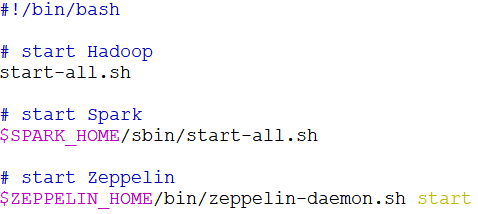 #!/bin/bash
# start Hadoop
start-all.sh
# start Spark
$SPARK_HOME/sbin/start-all.sh
# start Zeppelin
$ZEPPELIN_HOME/bin/zeppelin-daemon.sh start